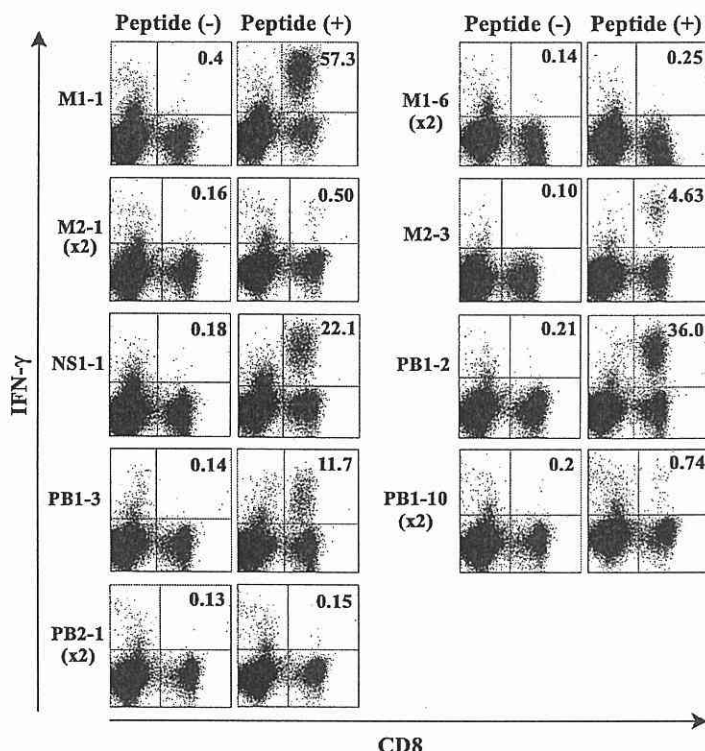 Peptide (-) Peptide (+) Peptide (-) Peptide (+)
M1-1 0.4 57.3
M1-6 (x2) 0.14 0.25
M2-1 (x2) 0.16 0.50
M2-3 0.10 4.63
NS1-1 0.18 22.1
PB1-2 0.21 36.0
PB1-3 0.14 11.7
PB1-10 (x2) 0.2 0.74
PB2-1 (x2) 0.13 0.15
IFN-γ
CD8